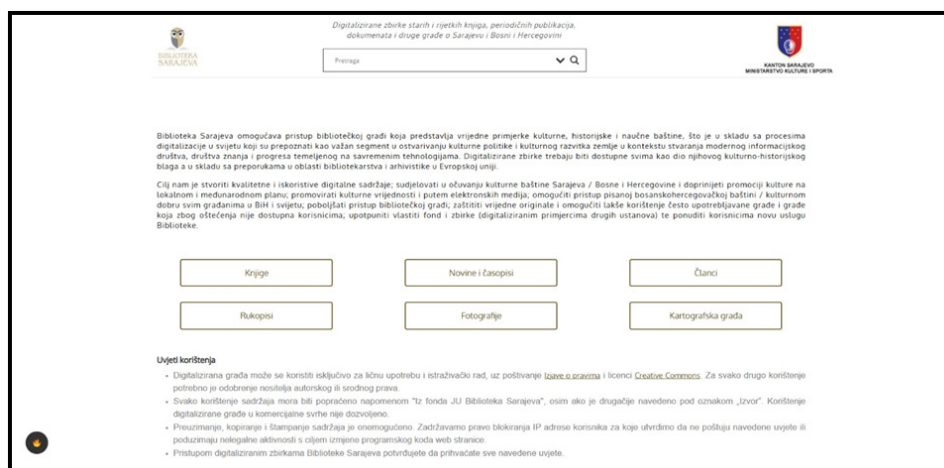 Digitalizirane zbirke starih i rijetkih knjiga, periodičnih publikacija,
dokumenata i druge građe o Sarajevu i Bosni i Hercegovini
BIBLIOTEKA
SARAJEVA
Pretraga
KANTON SARAJEVO
MINISTARSTVO KULTURE I SPORTA
Biblioteka Sarajeva omogućava pristup bibliotečkoj građi koja predstavlja vrijedne primjerke kulturne, historijske i naučne baštine, što je u skladu sa procesima
digitalizacije u svijetu koji su prepoznati kao važan segment u ostvarivanju kulturne politike i kulturnog razvitka zemlje u kontekstu stvaranja modernog informacijskog
društva, društva znanja i progresa temeljenog na savremenim tehnologijama. Digitalizirane zbirke trebaju biti dostupne svima kao dio njihovog kulturno-historijskog
blaga a u skladu sa preporukama u oblasti bibliotekarstva i arhivistike u Evropskoj uniji.
Cilj nam je stvoriti kvalitetne i iskoristive digitalne sadržaje; sudjelovati u očuvanju kulturne baštine Sarajeva / Bosne i Hercegovine i doprinijeti promociji kulture na
lokalnom i međunarodnom planu; promovirati kulturne vrijednosti i putem elektronskih medija; omogućiti pristup pisanoj bosanskohercegovačkoj baštini / kulturnom
dobru svim građanima u BiH i svijetu; poboljšati pristup bibliotečkoj građi; zaštititi vrijedne originale i omogućiti lakše korištenje često upotrebljavane građe i građe
koja zbog oštećenja nije dostupna korisnicima; upotpuniti vlastiti fond i zbirke (digitaliziranim primjercima drugih ustanova) te ponuditi korisnicima novu uslugu
Biblioteke.
Knjige
Novine i časopisi
Članci
Rukopisi
Fotografije
Kartografska građa
Uvjeti korištenja
• Digitalizirana građa može se koristiti isključivo za ličnu upotrebu i istraživački rad, uz poštivanje Izjave o pravima i licenci Creative Commons. Za svako drugo korištenje
potrebno je odobrenje nositelja autorskog ili srodnog prava.
• Svako korištenje sadržaja mora biti popraćeno napomenom "Iz fonda JU Biblioteka Sarajeva", osim ako je drugačije navedeno pod oznakom „Izvor". Korištenje
digitalizirane građe u komercijalne svrhe nije dozvoljeno.
• Preuzimanje, kopiranje i štampanje sadržaja je onemogućeno. Zadržavamo pravo blokiranja IP adrese korisnika za koje utvrdimo da ne poštuju navedene uvjete ili
poduzimaju nelegalne aktivnosti s ciljem izmjene programskog koda web stranice.
• Pristupom digitaliziranim zbirkama Biblioteke Sarajeva potvrđujete da prihvaćate sve navedene uvjete.